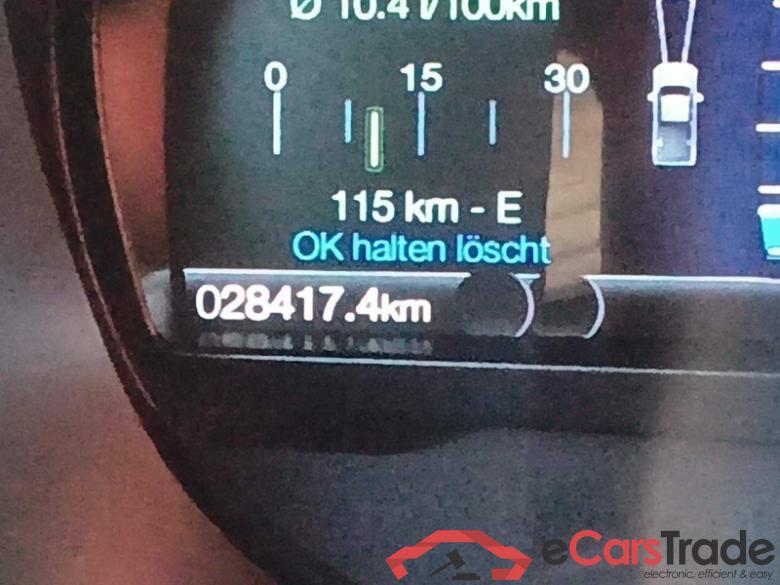 Ø 10.4 l/100km
0 15 30
115 km - E
OK halten löscht
028417.4km
eCarsTrade
electronic, efficient & easy